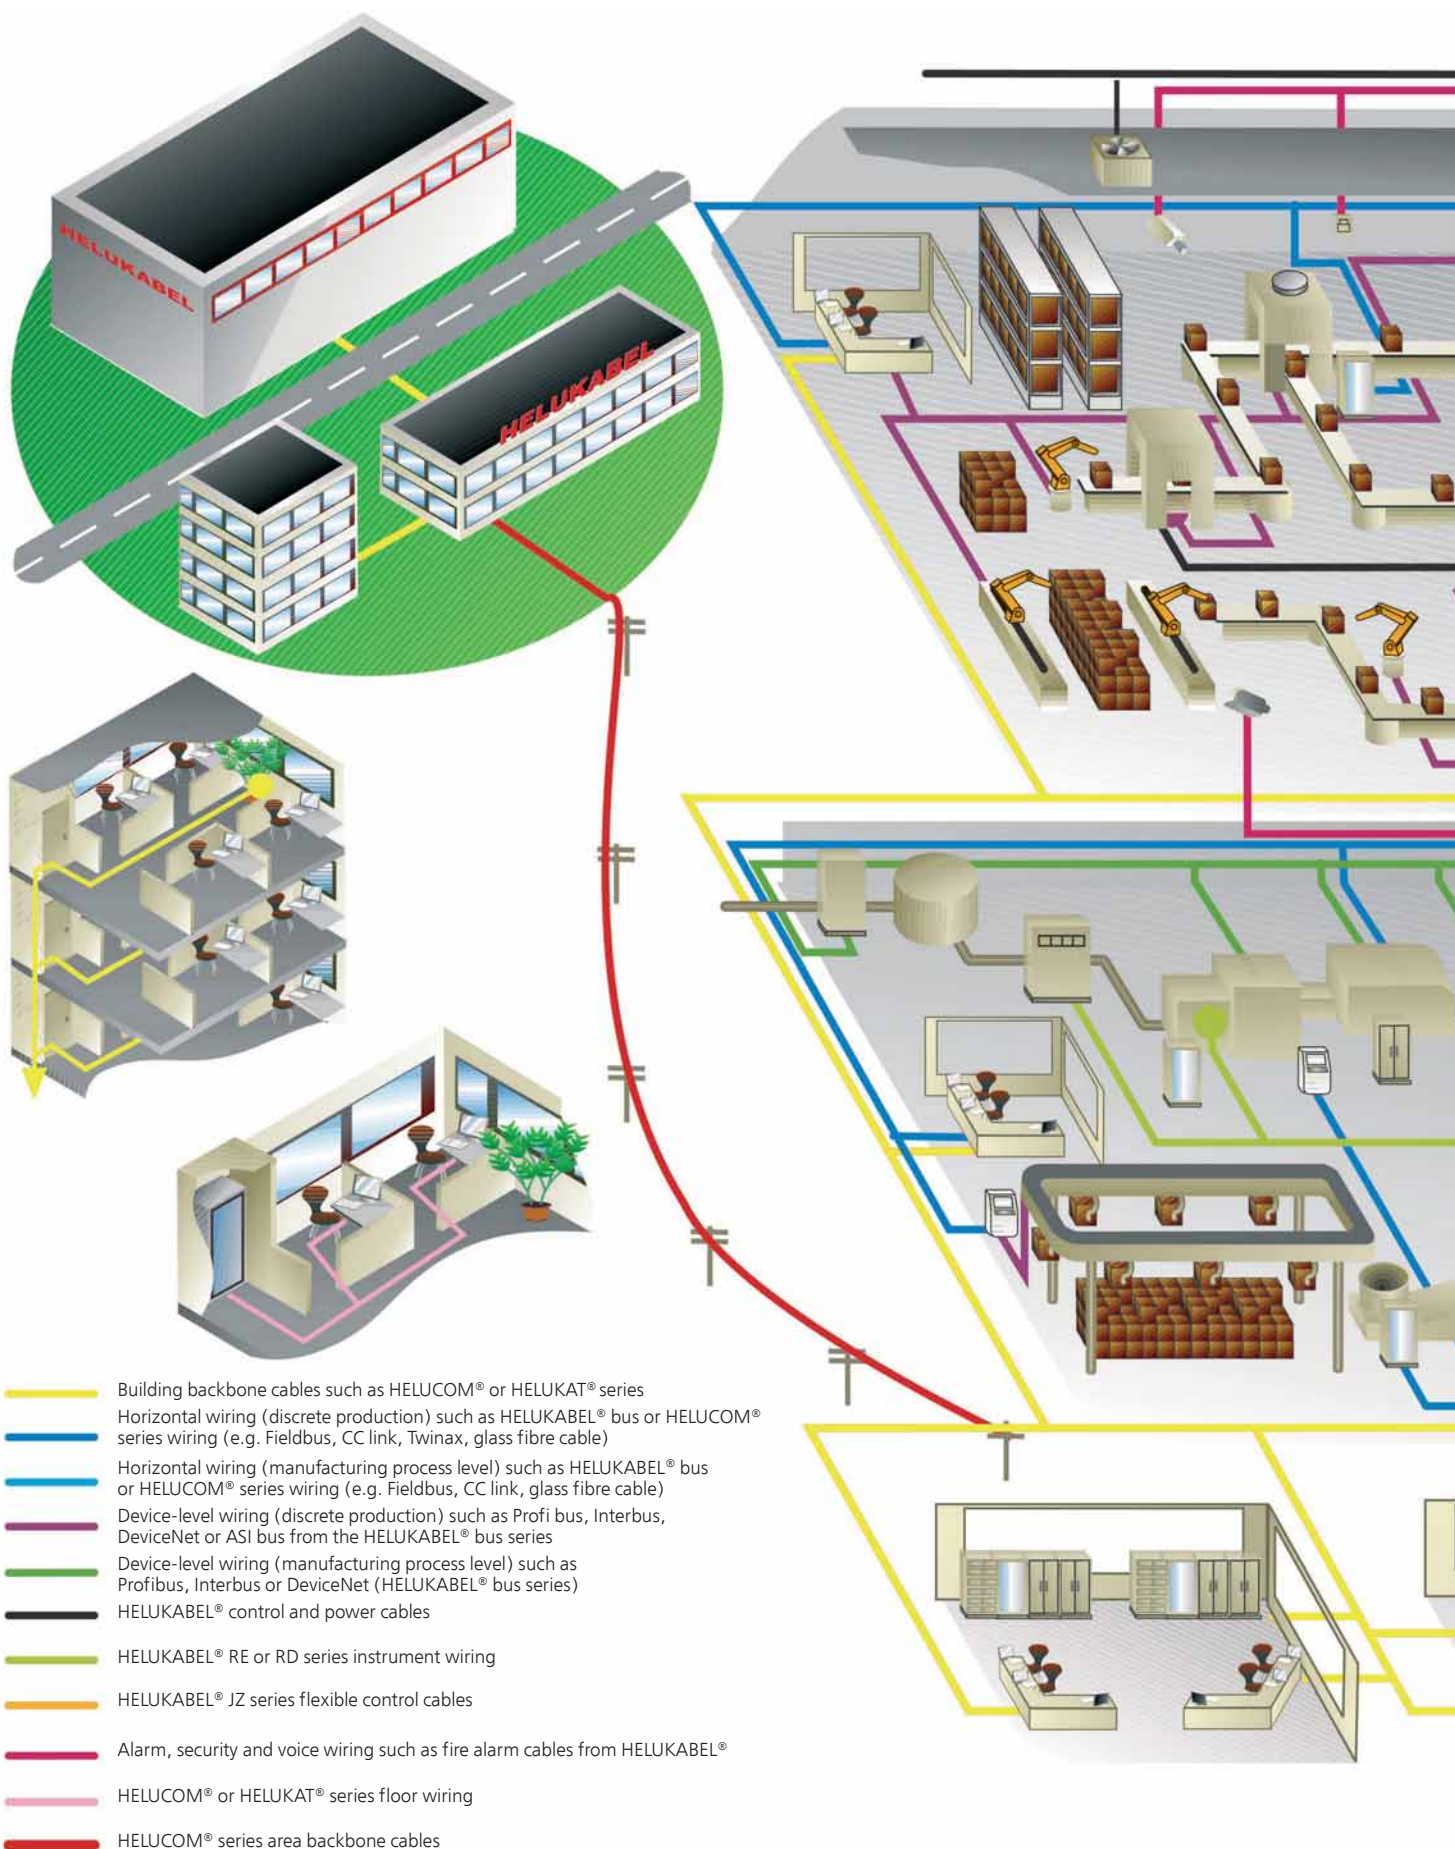 HELUKABEL
HELUKABEL
Building backbone cables such as HELUCOM® or HELUKAT® series
Horizontal wiring (discrete production) such as HELUKABEL® bus or HELUCOM®
series wiring (e.g. Fieldbus, CC link, Twinax, glass fibre cable)
Horizontal wiring (manufacturing process level) such as HELUKABEL® bus
or HELUCOM® series wiring (e.g. Fieldbus, CC link, glass fibre cable)
Device-level wiring (discrete production) such as Profi bus, Interbus,
DeviceNet or ASI bus from the HELUKABEL® bus series
Device-level wiring (manufacturing process level) such as
Profibus, Interbus or DeviceNet (HELUKABEL® bus series)
HELUKABEL® control and power cables
HELUKABEL® RE or RD series instrument wiring
HELUKABEL® JZ series flexible control cables
Alarm, security and voice wiring such as fire alarm cables from HELUKABEL®
HELUCOM® or HELUKAT® series floor wiring
HELUCOM® series area backbone cables